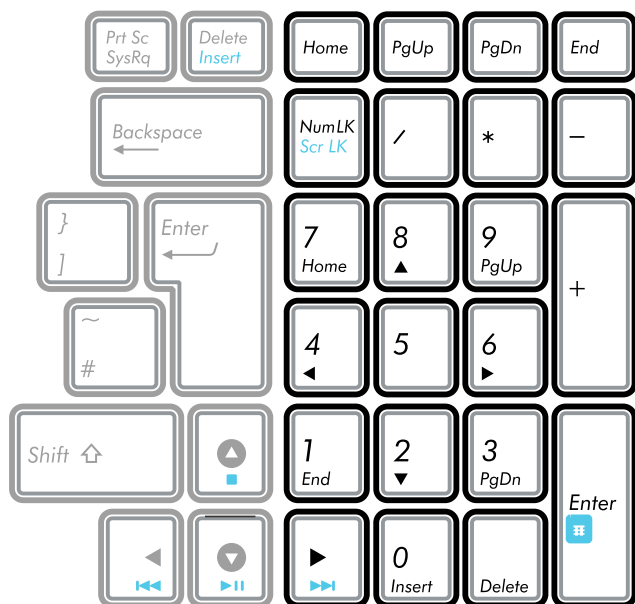 Prt Sc
SysRq
Delete
Insert
Home
PgUp
PgDn
End
Backspace
NumLK
Scr LK
/
*
-
}
]
Enter
7
Home
8
9
PgUp
+
~
#
4
5
6
Shift
1
End
2
3
PgDn
Enter
0
Insert
Delete